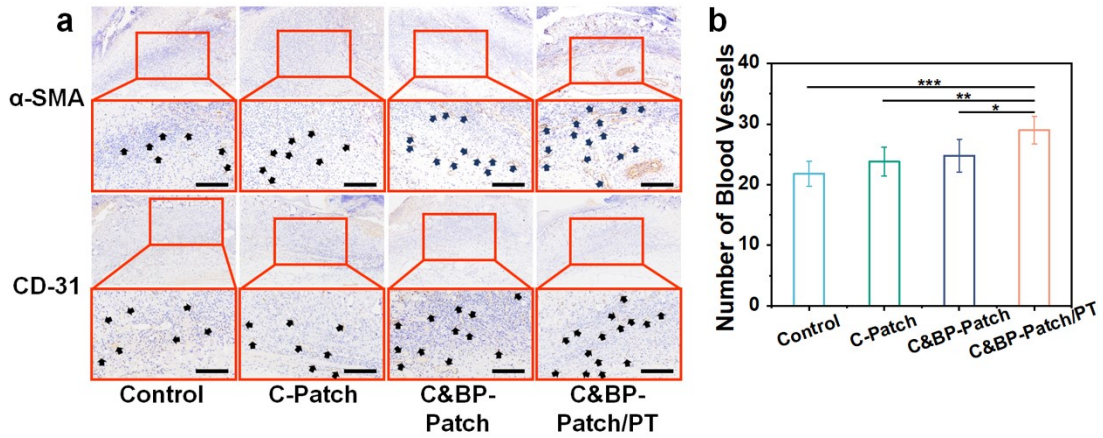 a
α-SMA
CD-31
Control
C-Patch
C&BP-
Patch
C&BP-
Patch/PT
b
Number of Blood Vessels
40
30
20
10
0
***
**
*
Control
C-Patch
C&BP-Patch
C&BP-Patch/PT